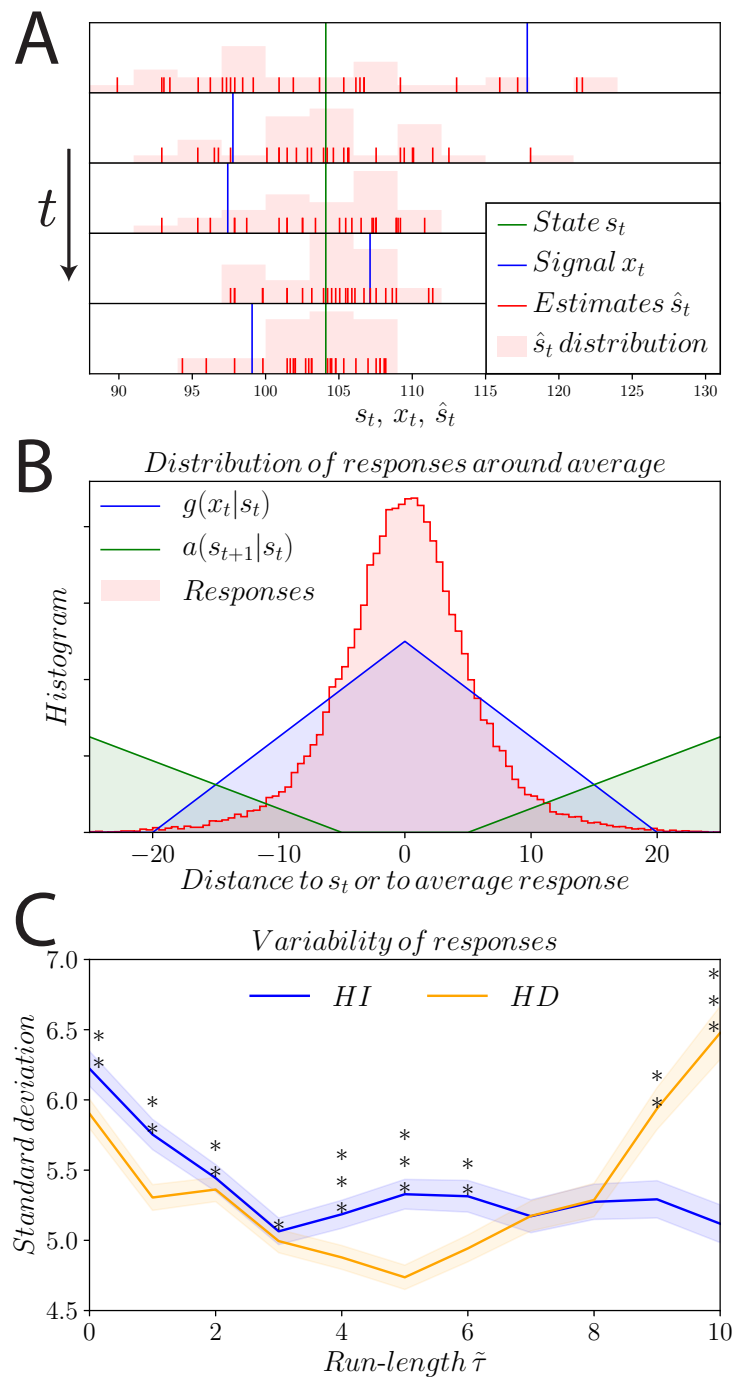 A
t
State s_t
Signal x_t
Estimates ŝ_t
ŝ_t distribution
90 95 100 105 110 115 120 125 130
s_t, x_t, ŝ_t
B
Distribution of responses around average
g(x_t|s_t)
a(s_{t+1}|s_t)
Responses
Histogram
−20 −10 0 10 20
Distance to s_t or to average response
C
Variability of responses
7.0
HI HD
6.5
6.0
5.5
5.0
4.5
Standard deviation
* * * * * * * * * * * * * * * * * * * * * *
0 2 4 6 8 10
Run-length τ̃